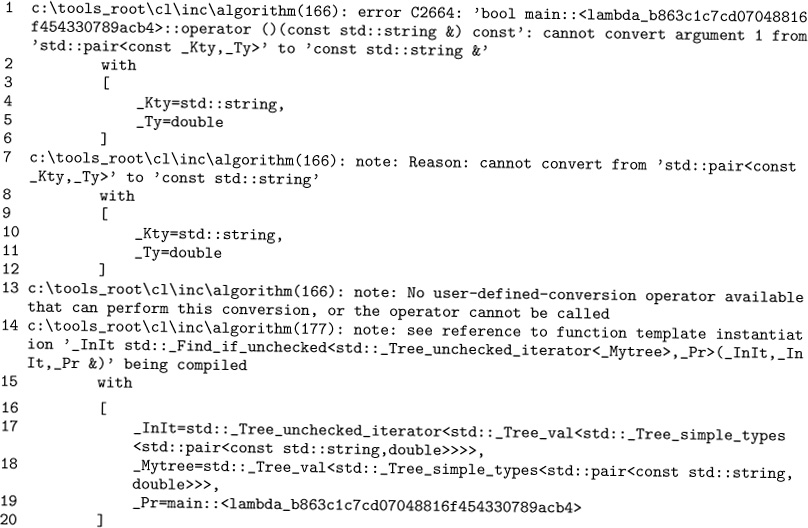 1 c:\tools_root\cl\inc\algorithm(166): error C2664: 'bool main::<lambda_b863c1c7cd07048816
f454330789acb4>::operator ()(const std::string &) const': cannot convert argument 1 from
'std::pair<const _Kty,_Ty>' to 'const std::string &'
2 with
3 [
4 _Kty=std::string,
5 _Ty=double
6 ]
7 c:\tools_root\cl\inc\algorithm(166): note: Reason: cannot convert from 'std::pair<const
_Kty,_Ty>' to 'const std::string'
8 with
9 [
10 _Kty=std::string,
11 _Ty=double
12 ]
13 c:\tools_root\cl\inc\algorithm(166): note: No user-defined-conversion operator available
that can perform this conversion, or the operator cannot be called
14 c:\tools_root\cl\inc\algorithm(177): note: see reference to function template instantiat
ion '_InIt std::_Find_if_unchecked<std::_Tree_unchecked_iterator<_Mytree>,_Pr>(_InIt,_In
It,_Pr &)' being compiled
15 with
16 [
17 _InIt=std::_Tree_unchecked_iterator<std::_Tree_val<std::_Tree_simple_types
<std::pair<const std::string,double>>>>,
18 _Mytree=std::_Tree_val<std::_Tree_simple_types<std::pair<const std::string,
double>>>,
19 _Pr=main::<lambda_b863c1c7cd07048816f454330789acb4>
20 ]